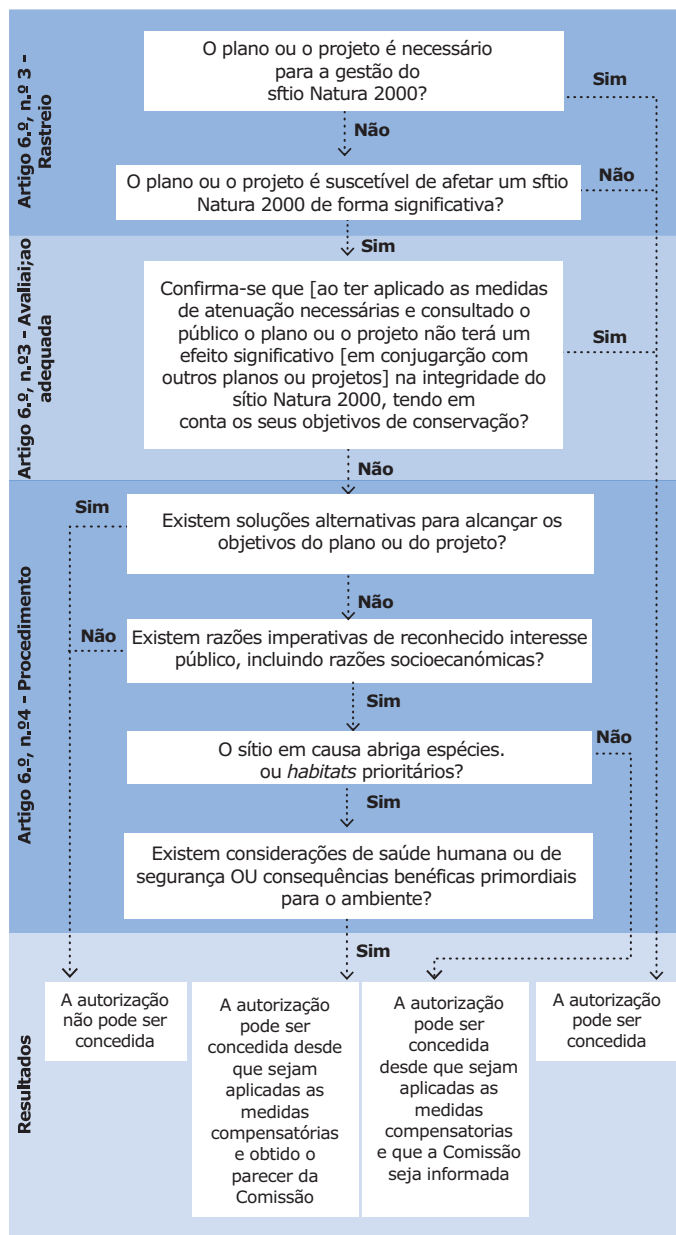 Artigo 6.º, n.º 3 –
Rastreio
O plano ou o projeto é necessário
para a gestão do
sftio Natura 2000?
Sim
Não
O plano ou o projeto é suscetível de afetar um sftio
Natura 2000 de forma significativa?
Não
Sim
Artigo 6.º, n.º3 – Avaliai;ao
adequada
Confirma-se que [ao ter aplicado as medidas
de atenuação necessárias e consultado o
público o plano ou o projeto não terá um
efeito significativo [em conjugarção com
outros planos ou projetos] na integridade do
sítio Natura 2000, tendo em
conta os seus objetivos de conservação?
Sim
Não
Artigo 6.º, n.º4 – Procedimento
Sim
Existem soluções alternativas para alcançar os
objetivos do plano ou do projeto?
Não
Não
Existem razões imperativas de reconhecido interesse
público, incluindo razões socioecanómicas?
Sim
O sítio em causa abriga espécies.
ou habitats prioritários?
Não
Sim
Existem considerações de saúde humana ou de
segurança OU consequências benéficas primordiais
para o ambiente?
Sim
Resultados
A autorização
não pode ser
concedida
A autorização
pode ser
concedida desde
que sejam
aplicadas as
medidas
compensatórias
e obtido o
parecer da
Comissão
A autorização
pode ser
concedida
desde que sejam
aplicadas as
medidas
compensatorias
e que a Comissão
seja informada
A autorização
pode ser
concedida